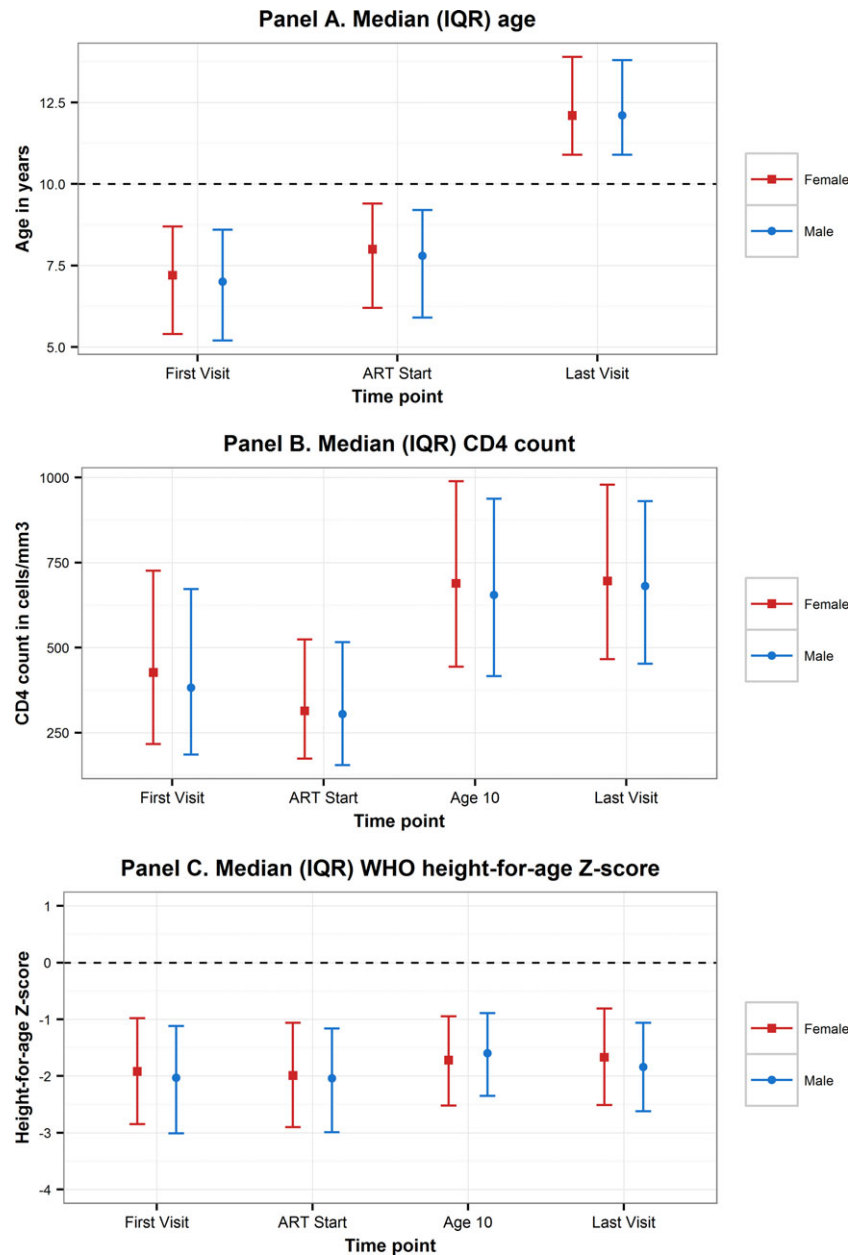 Panel A. Median (IQR) age
12.5
10.0
7.5
5.0
Age in years
First Visit ART Start Last Visit
Time point
Female
Male
Panel B. Median (IQR) CD4 count
1000
750
500
250
CD4 count in cells/mm3
First Visit ART Start Age 10 Last Visit
Time point
Female
Male
Panel C. Median (IQR) WHO height-for-age Z-score
1
0
-1
-2
-3
-4
Height-for-age Z-score
First Visit ART Start Age 10 Last Visit
Time point
Female
Male